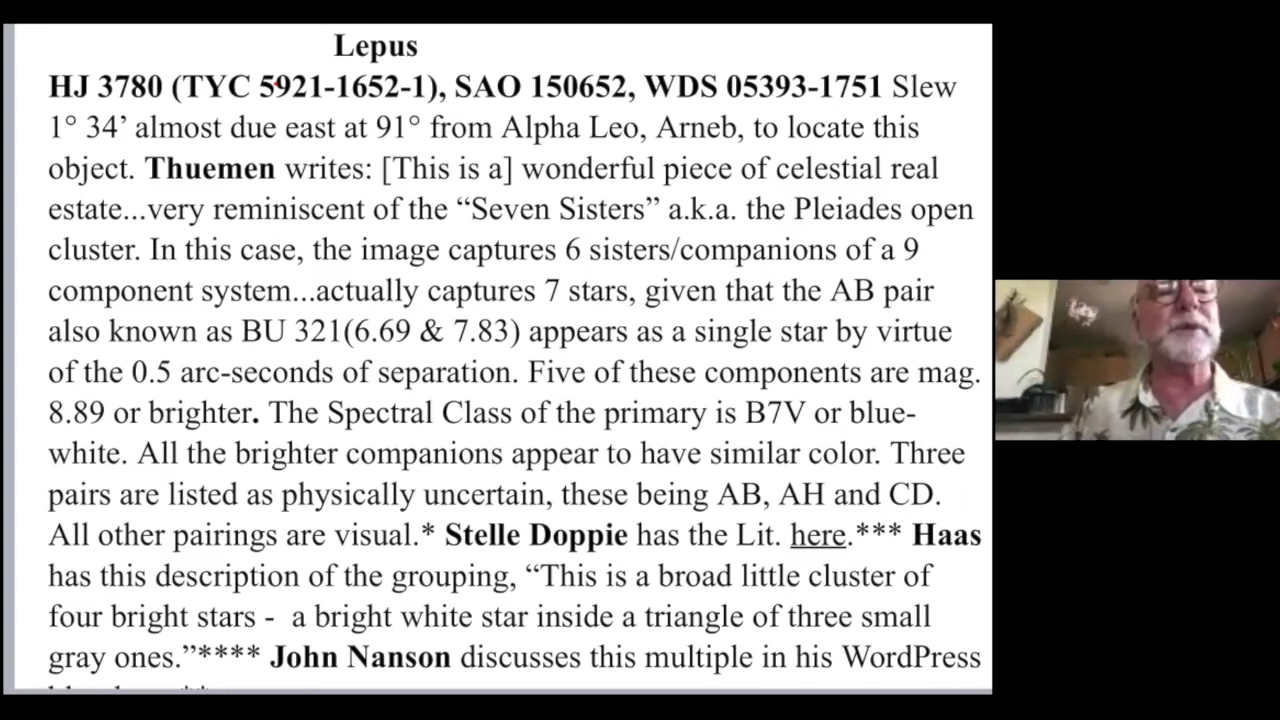 Lepus
HJ 3780 (TYC 5921-1652-1), SAO 150652, WDS 05393-1751 Slew
1° 34’ almost due east at 91° from Alpha Leo, Arneb, to locate this
object. Thuemen writes: [This is a] wonderful piece of celestial real
estate...very reminiscent of the “Seven Sisters” a.k.a. the Pleiades open
cluster. In this case, the image captures 6 sisters/companions of a 9
component system...actually captures 7 stars, given that the AB pair
also known as BU 321(6.69 & 7.83) appears as a single star by virtue
of the 0.5 arc-seconds of separation. Five of these components are mag.
8.89 or brighter. The Spectral Class of the primary is B7V or blue-
white. All the brighter companions appear to have similar color. Three
pairs are listed as physically uncertain, these being AB, AH and CD.
All other pairings are visual.* Stelle Doppie has the Lit. here.*** Haas
has this description of the grouping, “This is a broad little cluster of
four bright stars - a bright white star inside a triangle of three small
gray ones.”**** John Nanson discusses this multiple in his WordPress